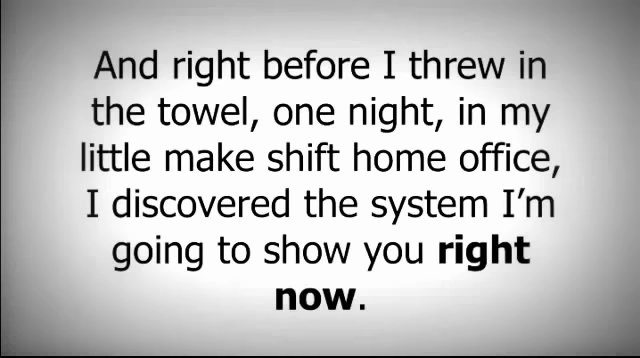 And right before I threw in
the towel, one night, in my
little make shift home office,
I discovered the system I’m
going to show you right
now.